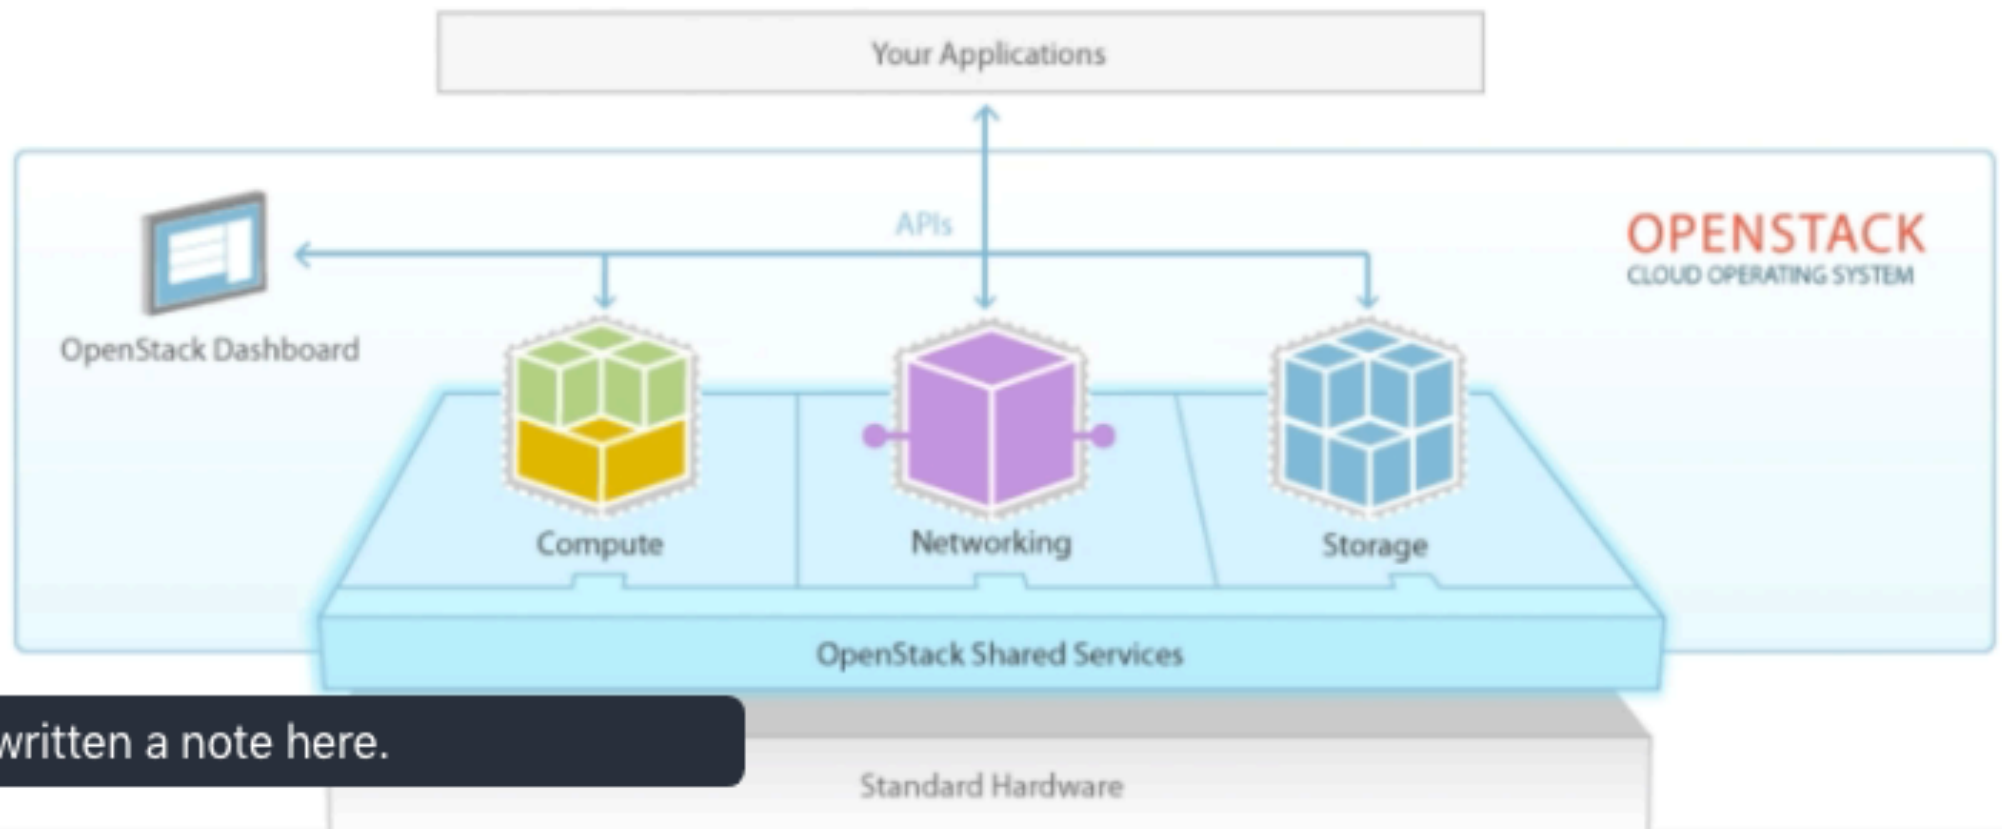 Your Applications
APIs
OPENSTACK
CLOUD OPERATING SYSTEM
OpenStack Dashboard
Compute
Networking
Storage
OpenStack Shared Services
written a note here.
Standard Hardware